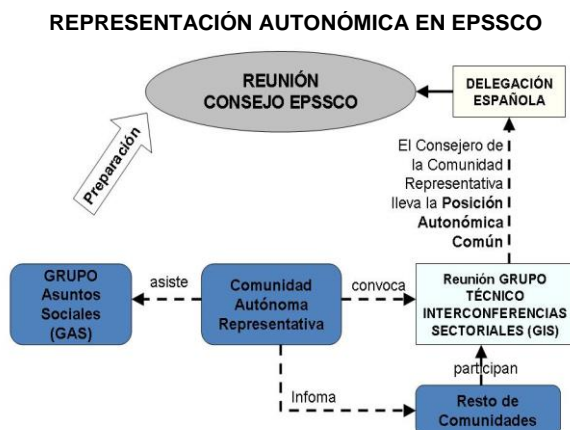 REPRESENTACIÓN AUTONÓMICA EN EPSSCO
REUNIÓN
CONSEJO EPSSCO
DELEGACIÓN
ESPAÑOLA
Preparación
El Consejero de
la Comunidad
Representativa
lleva la Posición
Autonómica
Común
GRUPO
Asuntos
Sociales
(GAS)
asiste
Comunidad
Autónoma
Representativa
convoca
Reunión GRUPO
TÉCNICO
INTERCONFERENCIAS
SECTORIALES (GIS)
participan
Infoma
Resto de
Comunidades